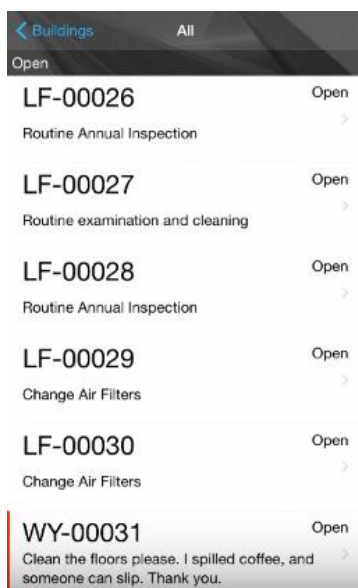 Buildings All
Open
LF-00026 Open
Routine Annual Inspection
LF-00027 Open
Routine examination and cleaning
LF-00028 Open
Routine Annual Inspection
LF-00029 Open
Change Air Filters
LF-00030 Open
Change Air Filters
WY-00031 Open
Clean the floors please. I spilled coffee, and
someone can slip. Thank you.